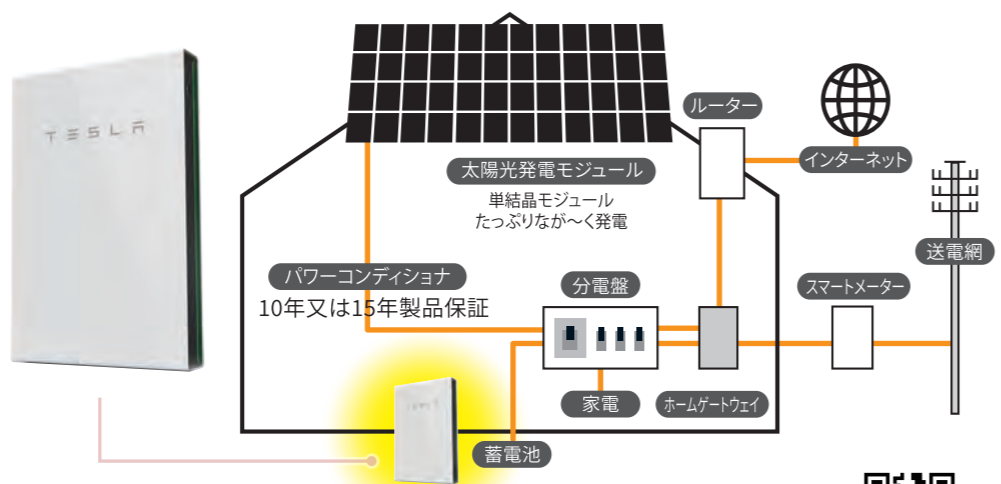 TESLA
ルーター
インターネット
太陽光発電モジュール
単結晶モジュール
たっぷりなが〜く発電
送電網
パワーコンディショナ
10年又は15年製品保証
分電盤
スマートメーター
家電
ホームゲートウェイ
TESLA
蓄電池